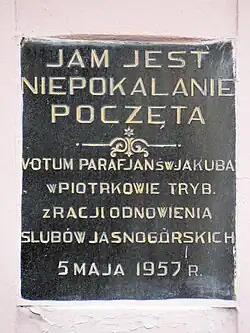 JAM JEST
NIEPOKALANIE
POCZĘTA
VOTUM PARAFJAN ŚW. JAKUBA
W PIOTRKOWIE TRYB.
Z RACJI ODNOWIENIA
ŚLUBÓW JASNOGÓRSKICH
5 MAJA 1957 R.